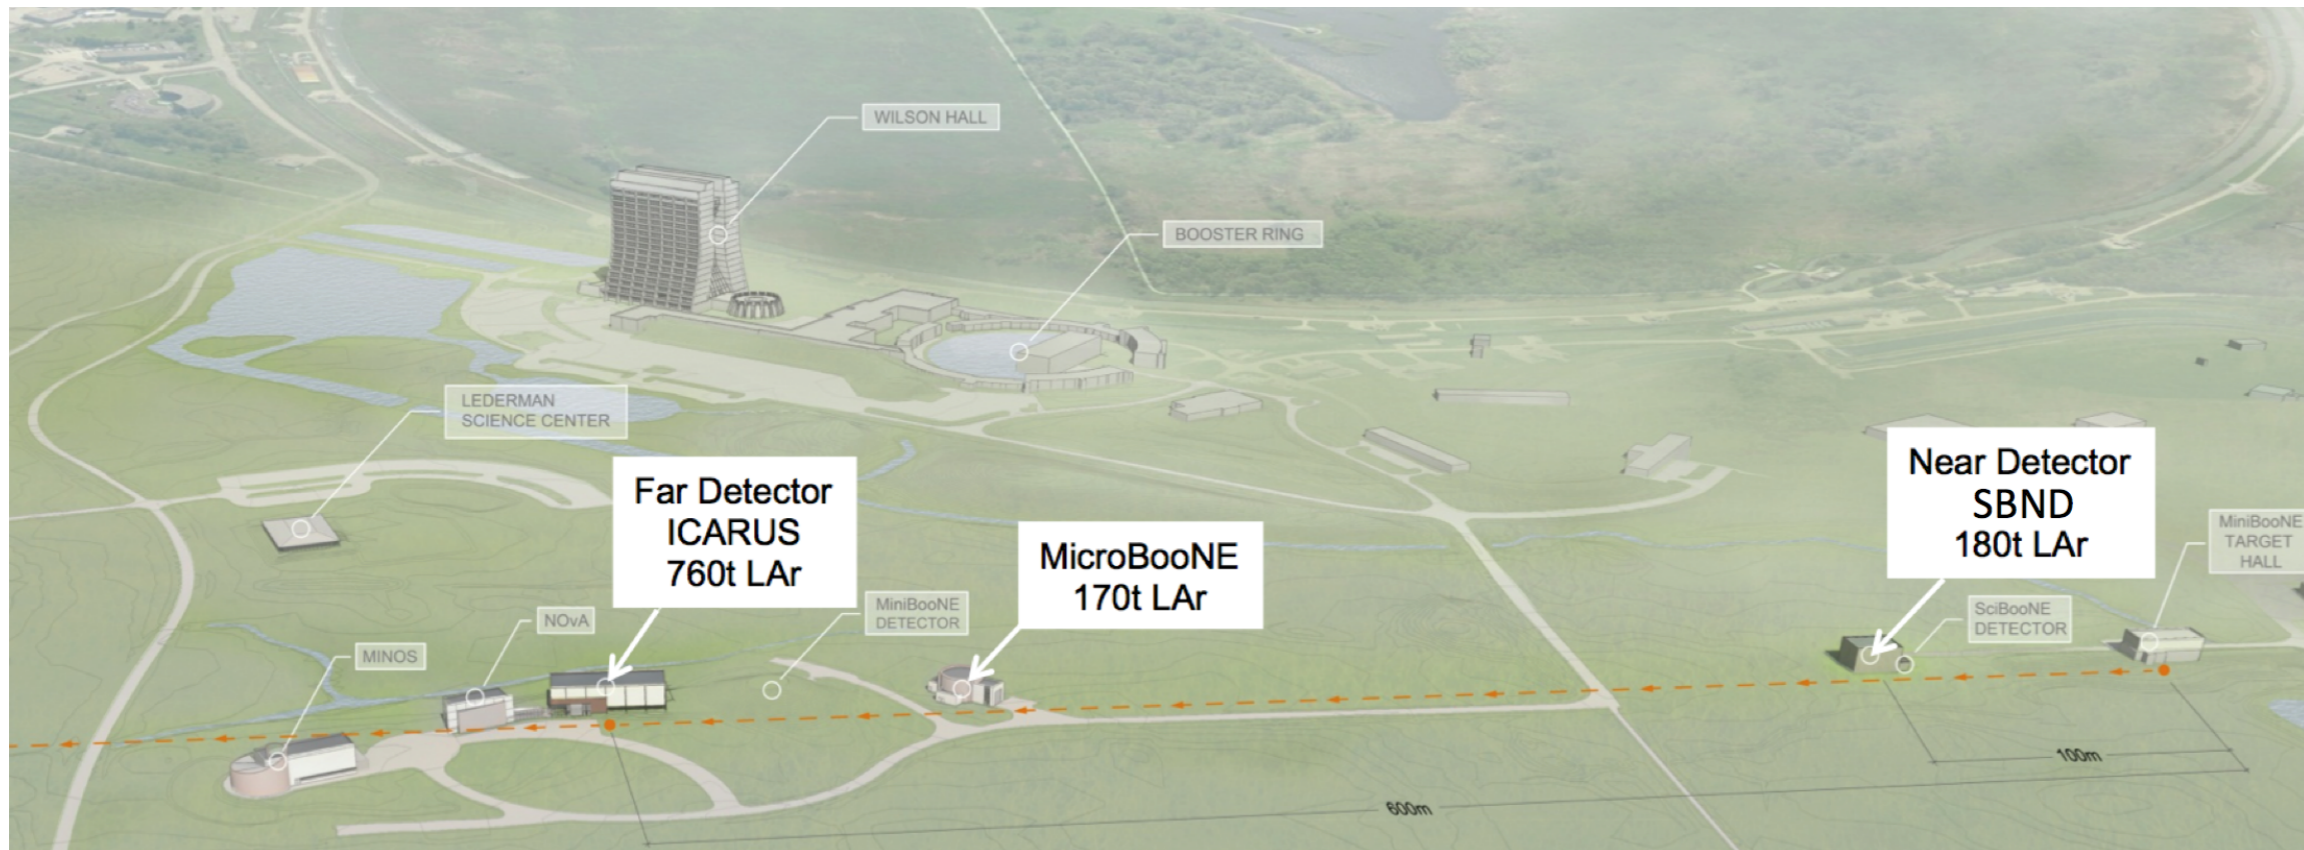 WILSON HALL
BOOSTER RING
LEDERMAN
SCIENCE CENTER
Far Detector
ICARUS
760t LAr
MicroBooNE
170t LAr
Near Detector
SBND
180t LAr
MiniBooNE
TARGET
HALL
MiniBooNE
DETECTOR
SciBooNE
DETECTOR
NOvA
MINOS
100m
600m